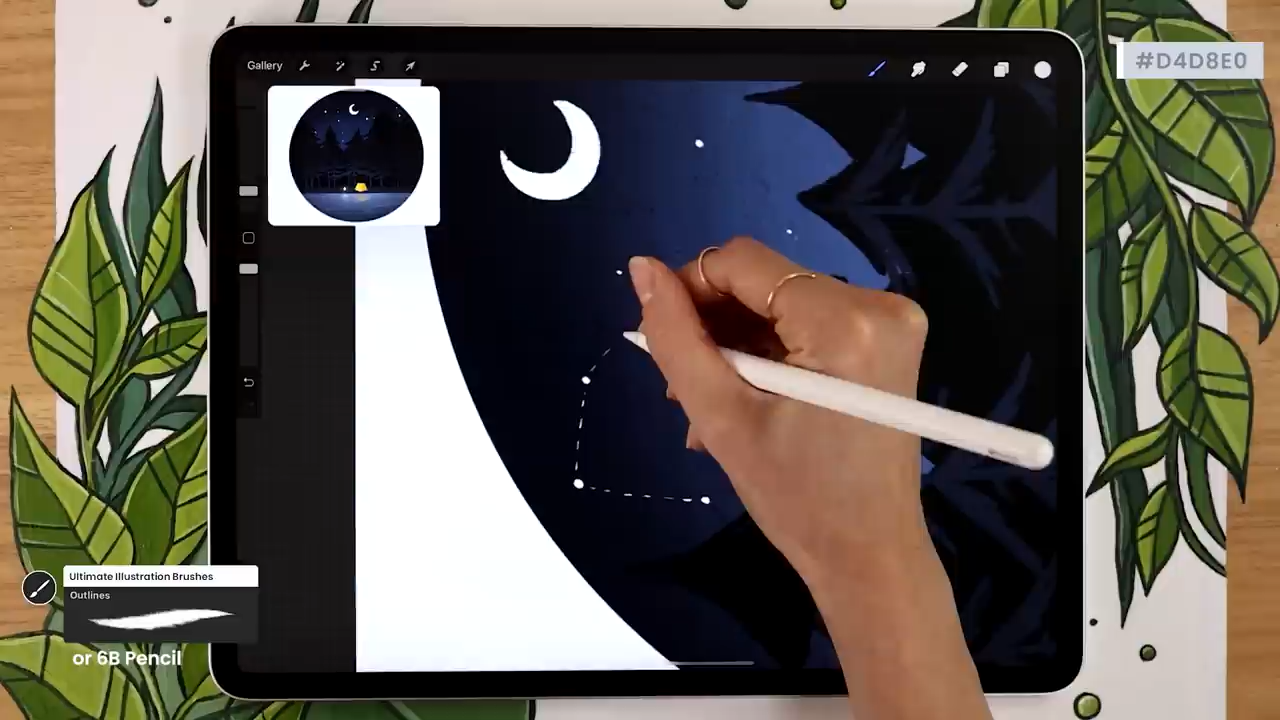 #D4D8E0
Gallery
Ultimate Illustration Brushes
Outlines
or 6B Pencil